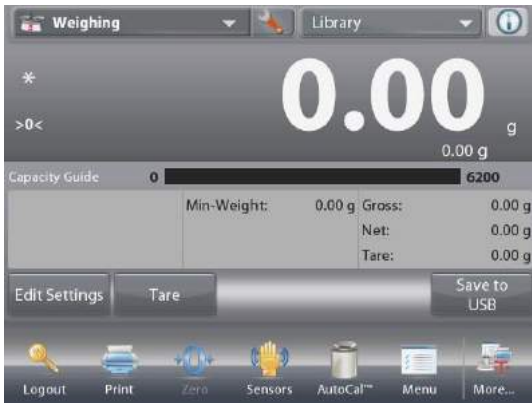 Weighing Library
*
0.00 g
>0<
0.00 g
Capacity Guide 0 6200
Min-Weight: 0.00 g Gross: 0.00 g
Net: 0.00 g
Tare: 0.00 g
Edit Settings Tare Save to USB
Logout Print Zero Sensors AutoCal™ Menu More...